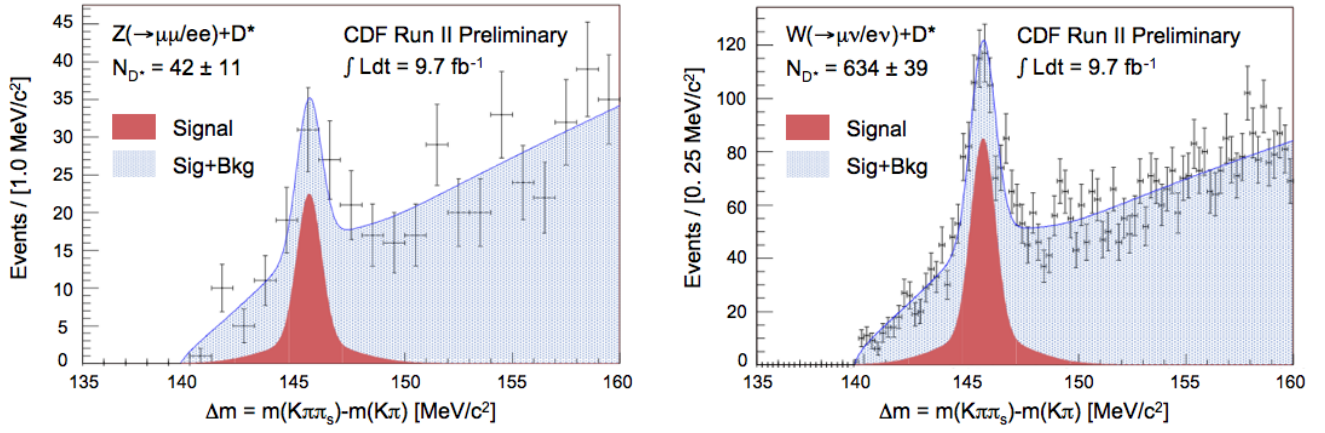 Z(→μμ/ee)+D*
CDF Run II Preliminary
N_D* = 42 ± 11
∫ Ldt = 9.7 fb⁻¹
Signal
Sig+Bkg
Events / [1.0 MeV/c²]
45
40
35
30
25
20
15
10
5
0
135
140
145
150
155
160
Δm = m(Kππₛ)-m(Kπ) [MeV/c²]
W(→μν/eν)+D*
CDF Run II Preliminary
N_D* = 634 ± 39
∫ Ldt = 9.7 fb⁻¹
Signal
Sig+Bkg
Events / [0. 25 MeV/c²]
120
100
80
60
40
20
0
135
140
145
150
155
160
Δm = m(Kππₛ)-m(Kπ) [MeV/c²]